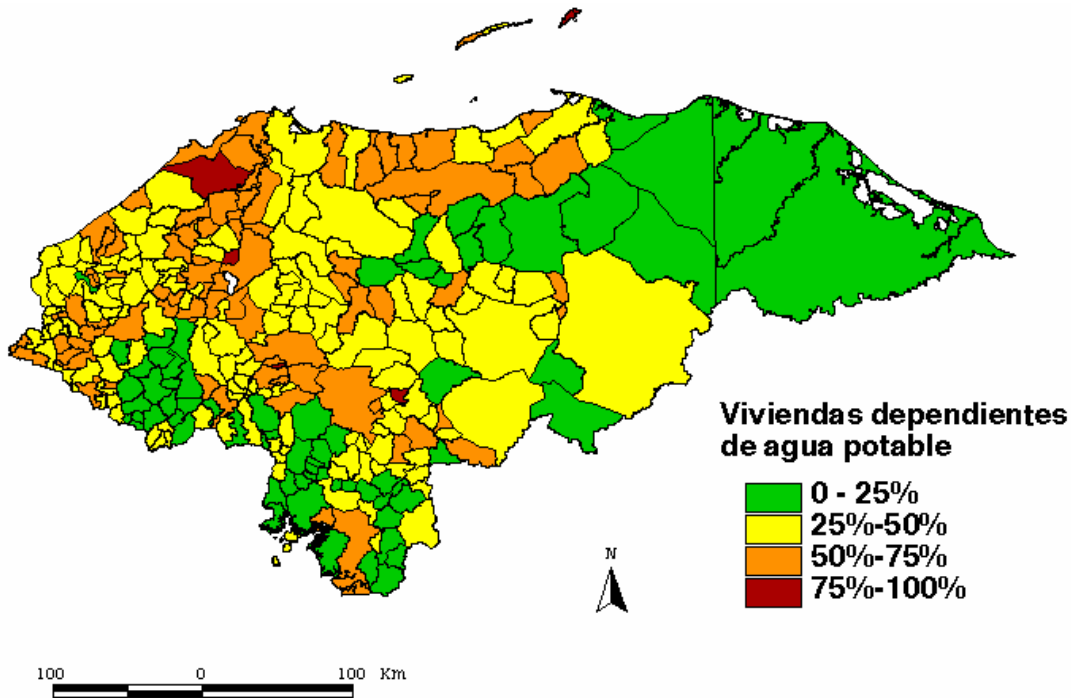 Viviendas dependientes
de agua potable
0 - 25%
25%-50%
50%-75%
75%-100%
N
100 0 100 Km